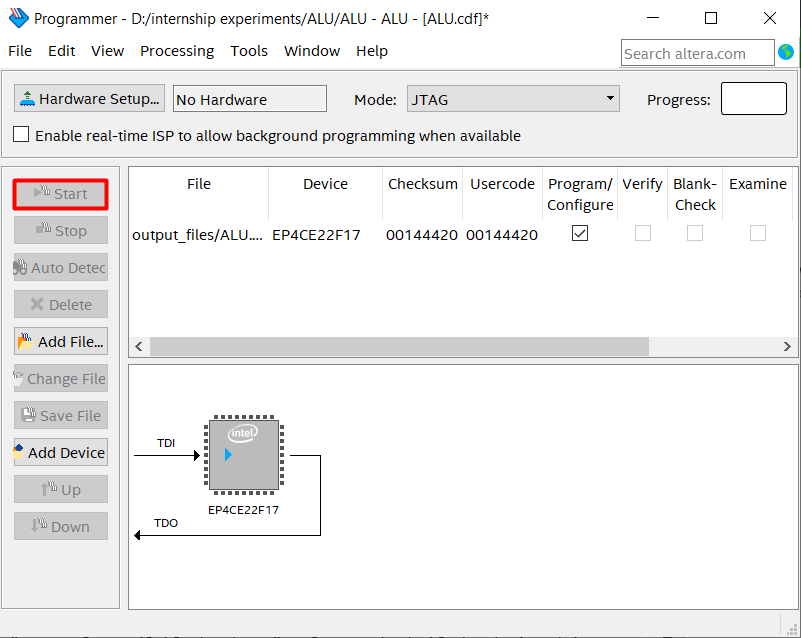 Programmer - D:/internship experiments/ALU/ALU - ALU - [ALU.cdf]*
File Edit View Processing Tools Window Help
Search altera.com
Hardware Setup... No Hardware Mode: JTAG Progress:
Enable real-time ISP to allow background programming when available
Start
Stop
Auto Detec
Delete
Add File...
Change File
Save File
Add Device
Up
Down
File Device Checksum Usercode Program/ Verify Blank- Examine
Configure Check
output_files/ALU.... EP4CE22F17 00144420 00144420
TDI
intel
EP4CE22F17
TDO